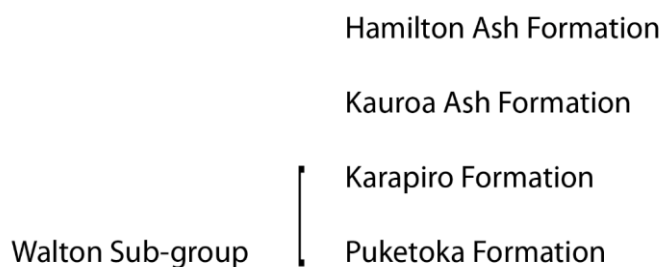 Hamilton Ash Formation
Kauroa Ash Formation
Karapiro Formation
Walton Sub-group Puketoka Formation